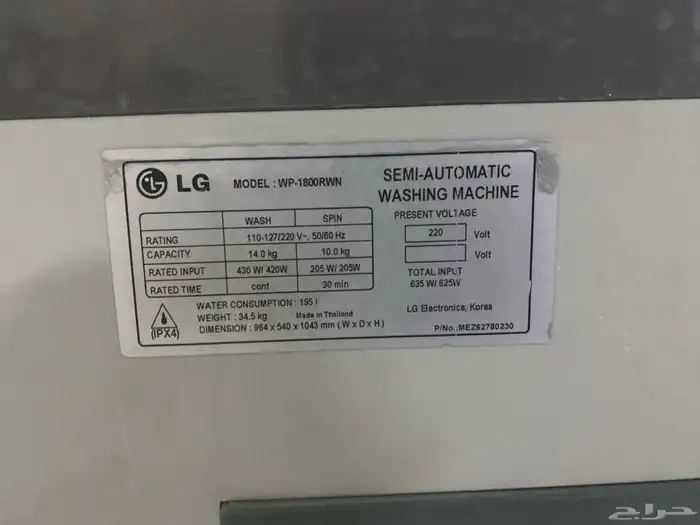 LG MODEL : WP-1800RWN
SEMI-AUTOMATIC
WASHING MACHINE
WASH SPIN
RATING 110-127/220 V~, 50/60 Hz
CAPACITY 14.0 kg 10.0 kg
RATED INPUT 430 W/ 420W 205 W/ 205W
RATED TIME cont 30 min
PRESENT VOLTAGE
220 Volt
Volt
TOTAL INPUT
635 W/ 625W
(IPX4)
WATER CONSUMPTION : 195 l
WEIGHT : 34.5 kg Made in Thailand
DIMENSION : 964 x 540 x 1043 mm ( W x D x H )
LG Electronics, Korea
P/No.:MEZ62780230
حراج